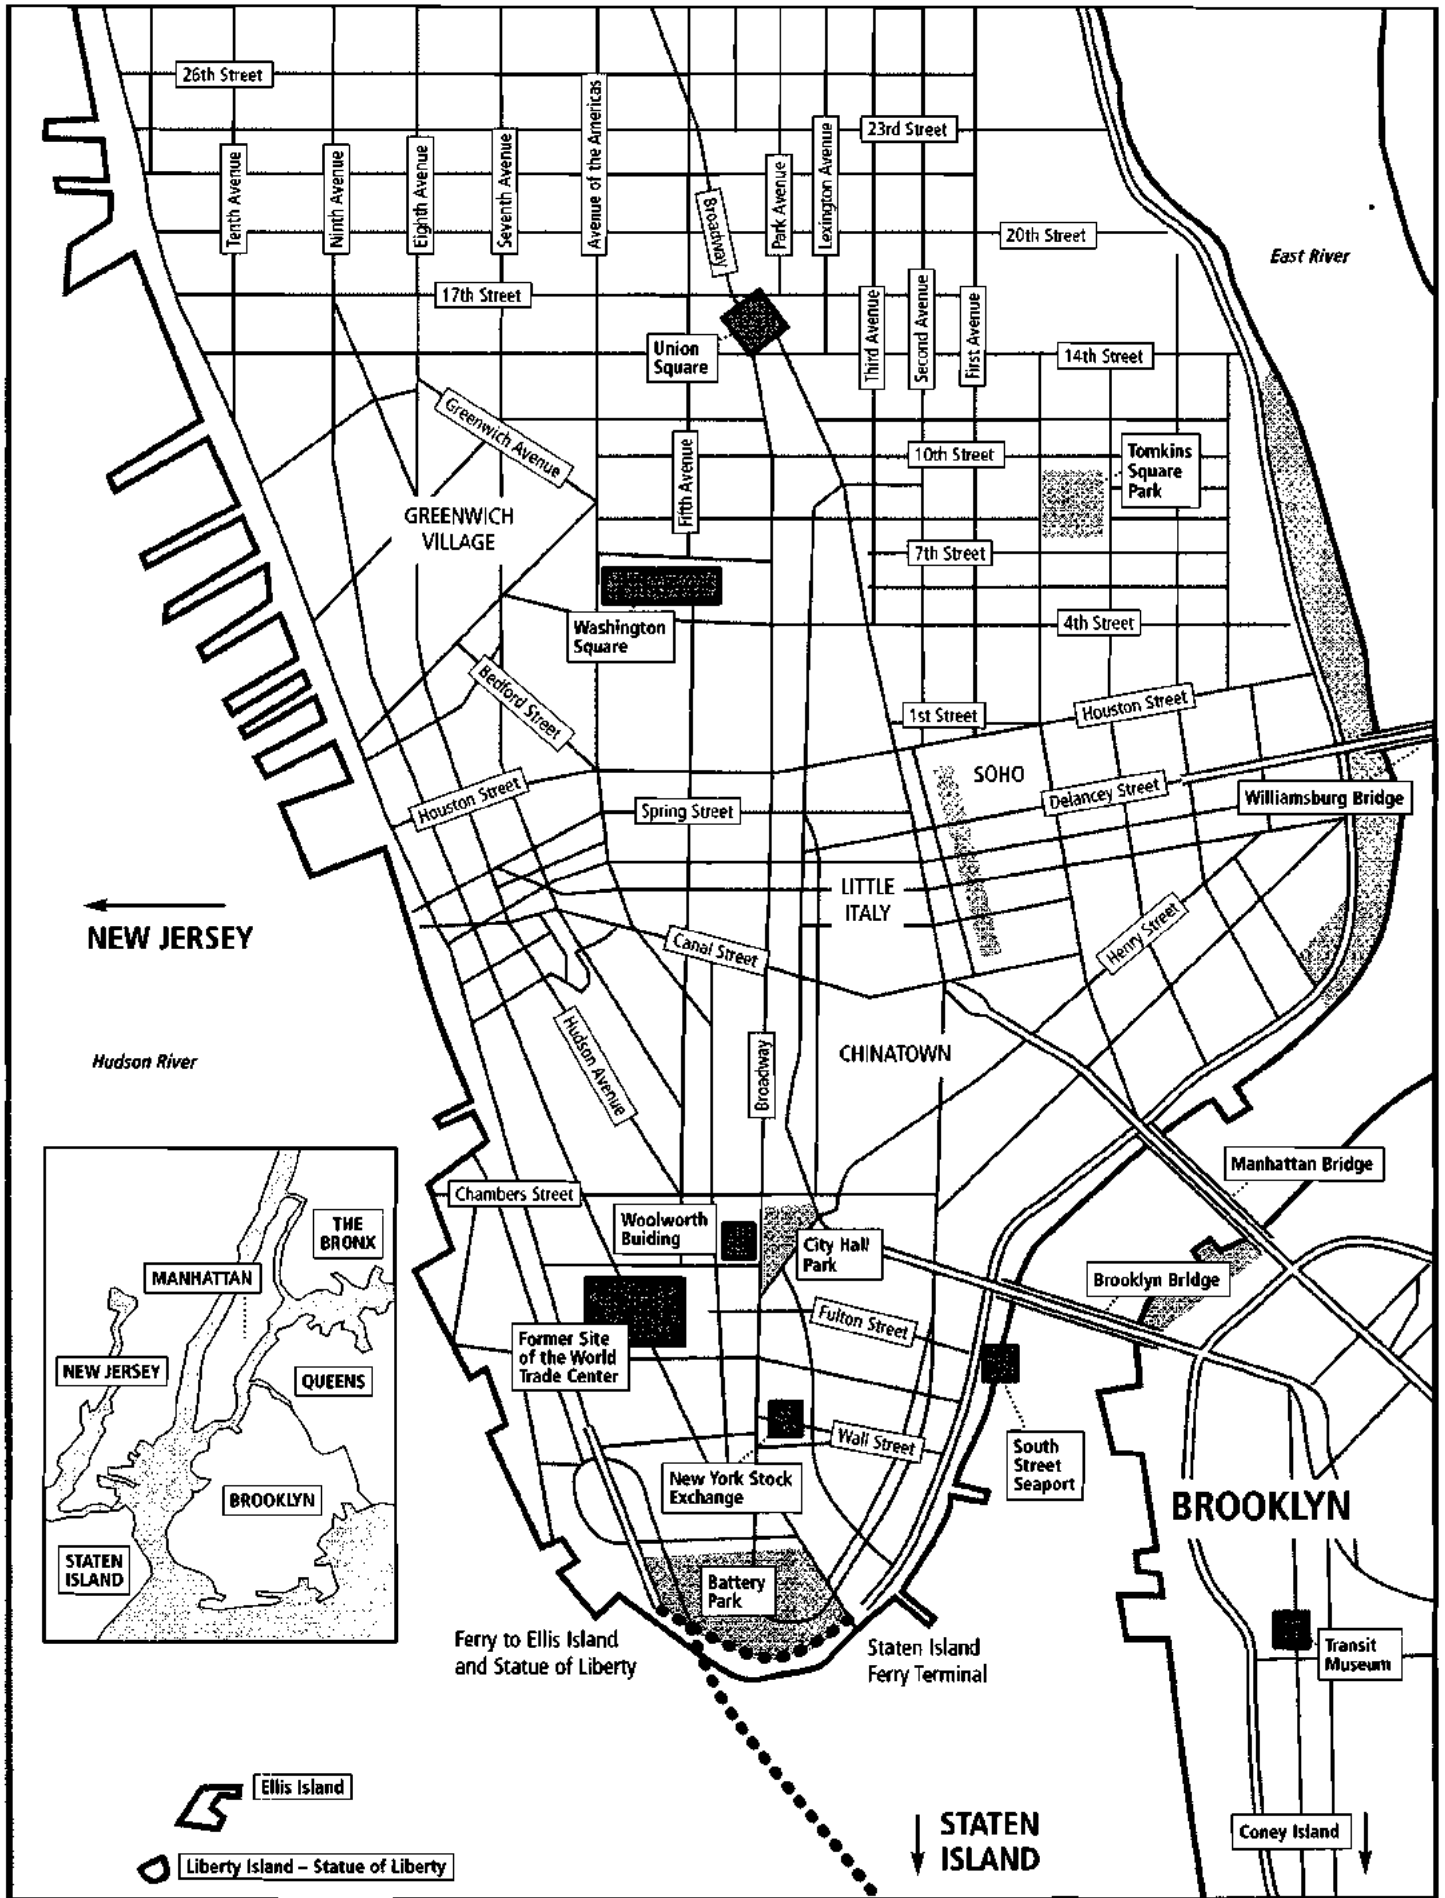 26th Street
23rd Street
Tenth Avenue
Ninth Avenue
Eighth Avenue
Seventh Avenue
Avenue of the Americas
Broadway
Park Avenue
Lexington Avenue
20th Street
East River
17th Street
Third Avenue
Second Avenue
First Avenue
Union
Square
14th Street
Greenwich Avenue
Fifth Avenue
10th Street
Tomkins
Square
Park
GREENWICH
VILLAGE
7th Street
Washington
Square
4th Street
Bedford Street
1st Street
Houston Street
SOHO
Houston Street
Spring Street
Delancey Street
Williamsburg Bridge
LITTLE
ITALY
NEW JERSEY
Canal Street
Henry Street
Hudson River
Hudson Avenue
Broadway
CHINATOWN
Manhattan Bridge
Chambers Street
Woolworth
Buiding
City Hall
Park
Brooklyn Bridge
THE
BRONX
MANHATTAN
NEW JERSEY
QUEENS
BROOKLYN
STATEN
ISLAND
Fulton Street
Former Site
of the World
Trade Center
Wall Street
South
Street
Seaport
New York Stock
Exchange
BROOKLYN
Battery
Park
Ferry to Ellis Island
and Statue of Liberty
Staten Island
Ferry Terminal
Transit
Museum
Ellis Island
Liberty Island – Statue of Liberty
STATEN
ISLAND
Coney Island